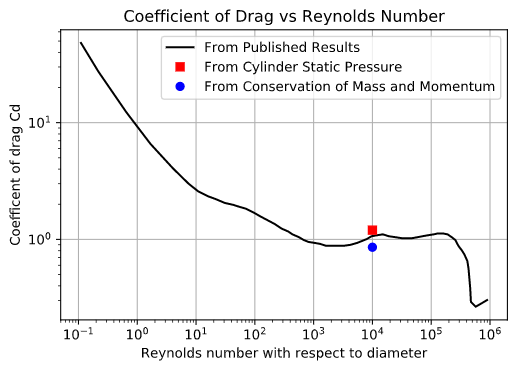 Coefficient of Drag vs Reynolds Number
From Published Results
From Cylinder Static Pressure
From Conservation of Mass and Momentum
Coefficent of drag Cd
10¹
10⁰
10⁻¹ 10⁰ 10¹ 10² 10³ 10⁴ 10⁵ 10⁶
Reynolds number with respect to diameter